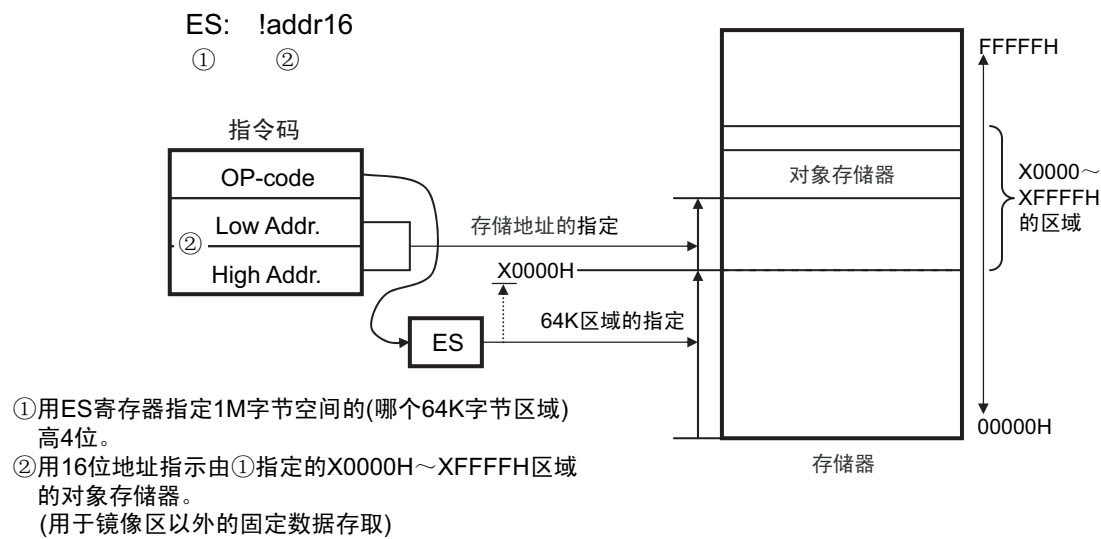 ES: !addr16
① ②
指令码
OP-code
Low Addr.
②
High Addr.
存储地址的指定
X0000H
64K区域的指定
ES
FFFFFH
对象存储器
X0000～
XFFFFH
的区域
00000H
存储器
①用ES寄存器指定1M字节空间的(哪个64K字节区域)
高4位。
②用16位地址指示由①指定的X0000H～XFFFFH区域
的对象存储器。
(用于镜像区以外的固定数据存取)